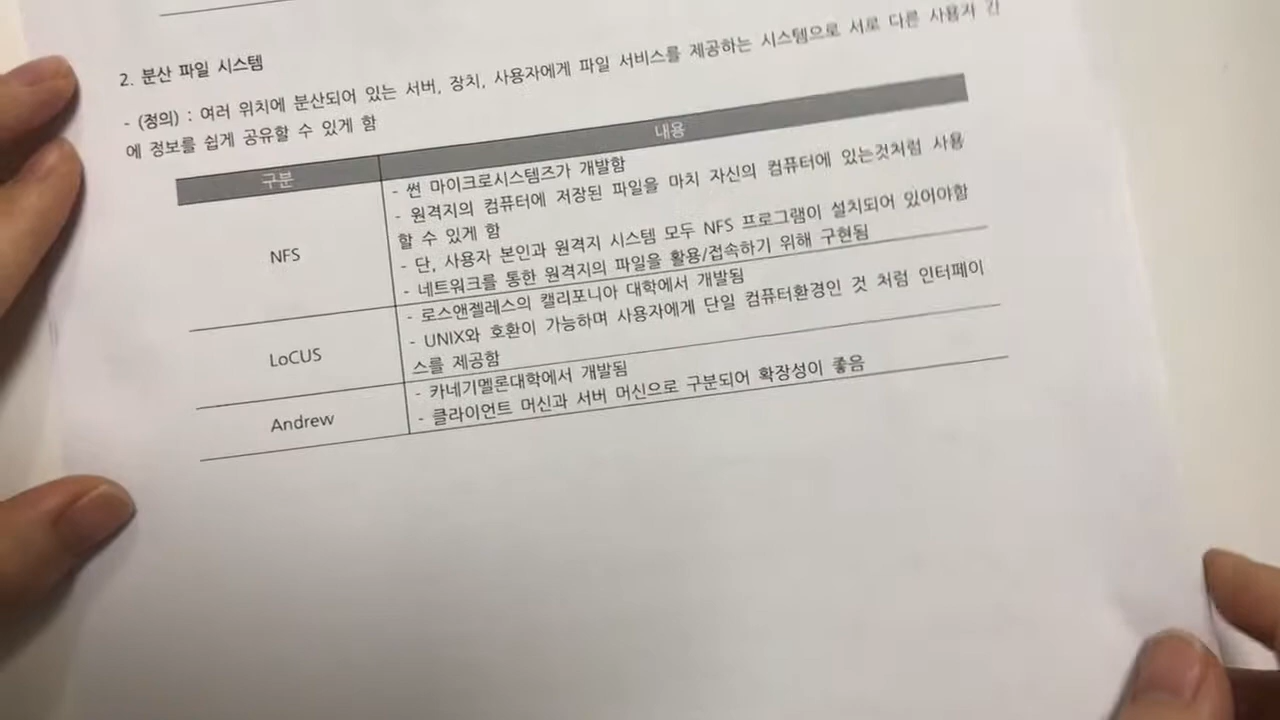 2. 분산 파일 시스템
- (정의) : 여러 위치에 분산되어 있는 서버, 장치, 사용자에게 파일 서비스를 제공하는 시스템으로 서로 다른 사용자 간
에 정보를 쉽게 공유할 수 있게 함
구분 내용
NFS
- 썬 마이크로시스템즈가 개발함
- 원격지의 컴퓨터에 저장된 파일을 마치 자신의 컴퓨터에 있는것처럼 사용
할 수 있게 함
- 단, 사용자 본인과 원격지 시스템 모두 NFS 프로그램이 설치되어 있어야함
- 네트워크를 통한 원격지의 파일을 활용/접속하기 위해 구현됨
LoCUS
- 로스앤젤레스의 캘리포니아 대학에서 개발됨
- UNIX와 호환이 가능하며 사용자에게 단일 컴퓨터환경인 것 처럼 인터페이
스를 제공함
Andrew
- 카네기멜론대학에서 개발됨
- 클라이언트 머신과 서버 머신으로 구분되어 확장성이 좋음